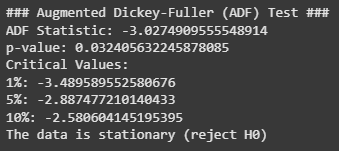 ### Augmented Dickey-Fuller (ADF) Test ###
ADF Statistic: -3.0274909555548914
p-value: 0.032405632245878085
Critical Values:
1%: -3.489589552580676
5%: -2.887477210140433
10%: -2.580604145195395
The data is stationary (reject H0)